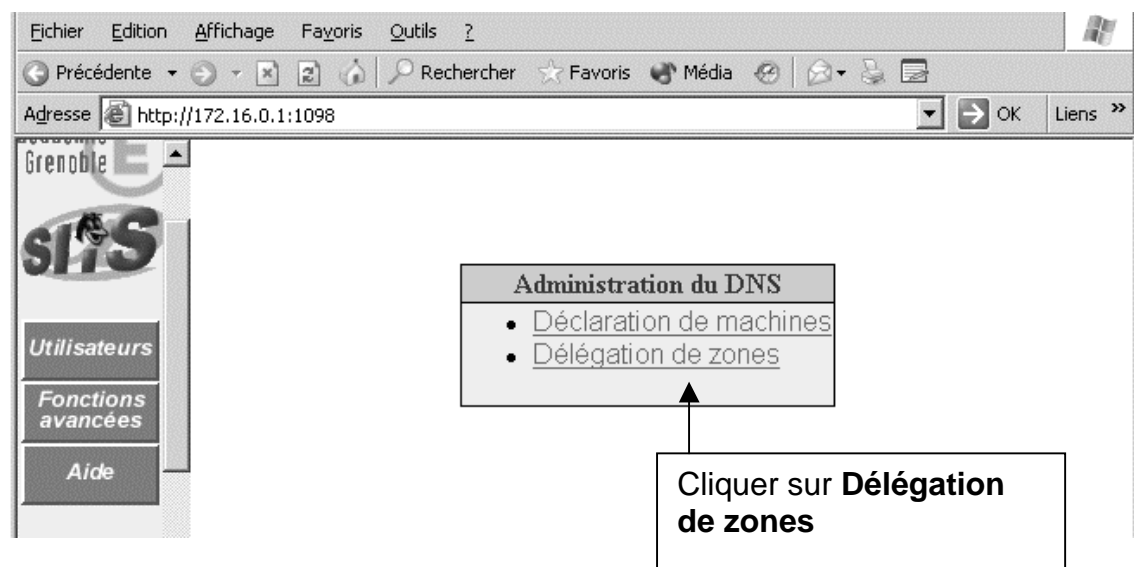 Fichier Edition Affichage Favoris Outils ?
Précédente Rechercher Favoris Média
Adresse http://172.16.0.1:1098 OK Liens »
Grenoble
SliS
Administration du DNS
• Déclaration de machines
• Délégation de zones
Utilisateurs
Fonctions
avancées
Aide
Cliquer sur Délégation
de zones